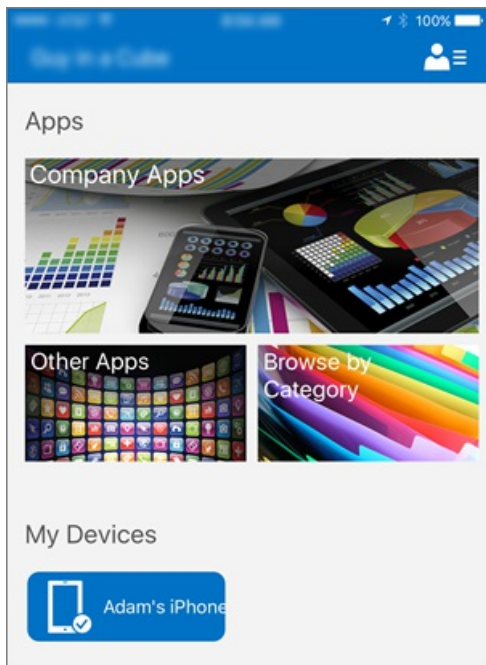 100%
Apps
Company Apps
Other Apps
Browse by
Category
My Devices
Adam's iPhone